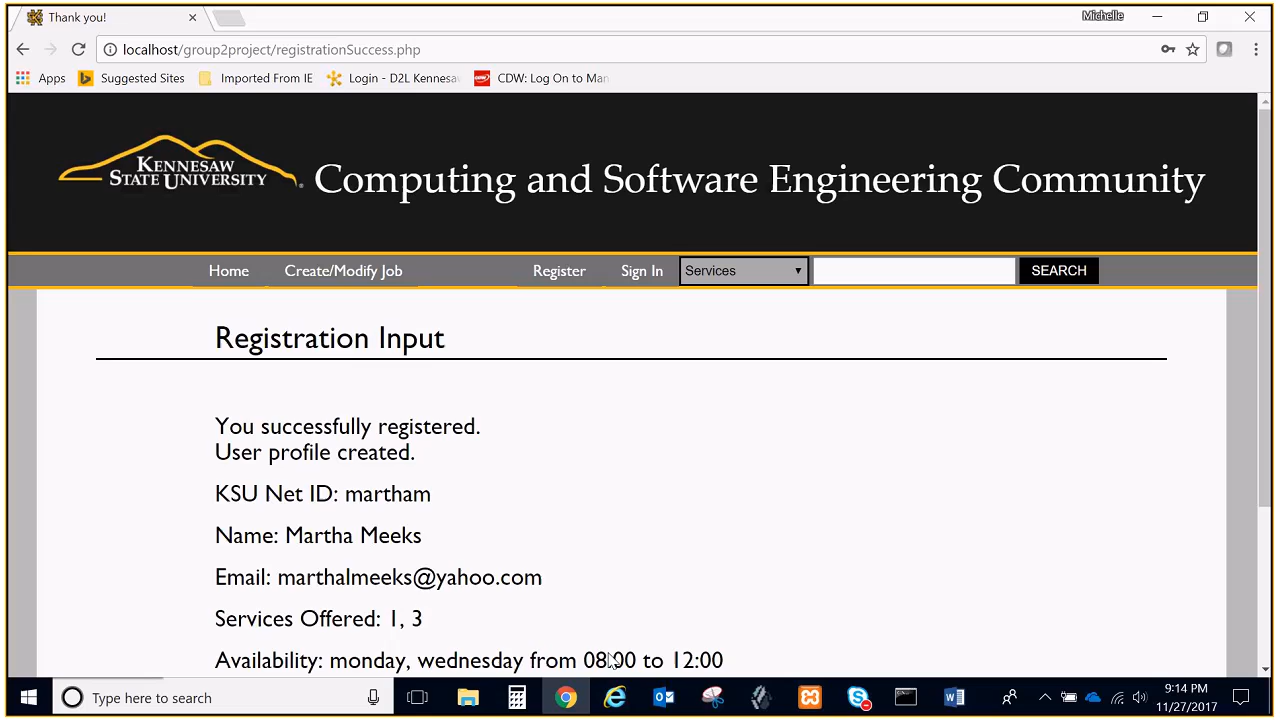 Thank you!
Michelle
localhost/group2project/registrationSuccess.php
Apps Suggested Sites Imported From IE Login - D2L Kennesaw CDW: Log On to Man
KENNESAW
STATE UNIVERSITY
Computing and Software Engineering Community
Home Create/Modify Job Register Sign In Services SEARCH
Registration Input
You successfully registered.
User profile created.
KSU Net ID: martham
Name: Martha Meeks
Email: marthalmeeks@yahoo.com
Services Offered: 1, 3
Availability: monday, wednesday from 08:00 to 12:00
Type here to search
9:14 PM
11/27/2017